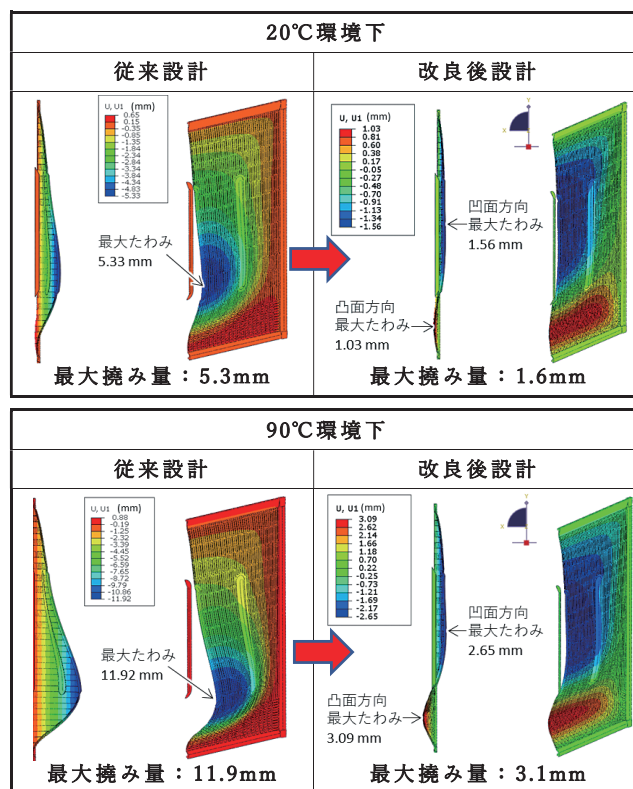 20℃環境下
従来設計
改良後設計
U, U1 (mm)
0.65
0.15
-0.35
-0.85
-1.35
-1.84
-2.34
-2.84
-3.34
-3.84
-4.34
-4.83
-5.33
最大たわみ
5.33 mm
U, U1 (mm)
1.03
0.81
0.60
0.38
0.17
-0.05
-0.27
-0.48
-0.70
-0.91
-1.13
-1.34
-1.56
Y
X
凹面方向
最大たわみ
1.56 mm
凸面方向
最大たわみ
1.03 mm
最大撓み量：5.3mm
最大撓み量：1.6mm
90℃環境下
従来設計
改良後設計
U, U1 (mm)
0.88
-0.19
-1.25
-2.32
-3.39
-4.45
-5.52
-6.59
-7.65
-8.72
-9.79
-10.86
-11.92
最大たわみ
11.92 mm
U, U1 (mm)
3.09
2.62
2.14
1.66
1.18
0.70
0.22
-0.25
-0.73
-1.21
-1.69
-2.17
-2.65
Y
X
凹面方向
最大たわみ
2.65 mm
凸面方向
最大たわみ
3.09 mm
最大撓み量：11.9mm
最大撓み量：3.1mm